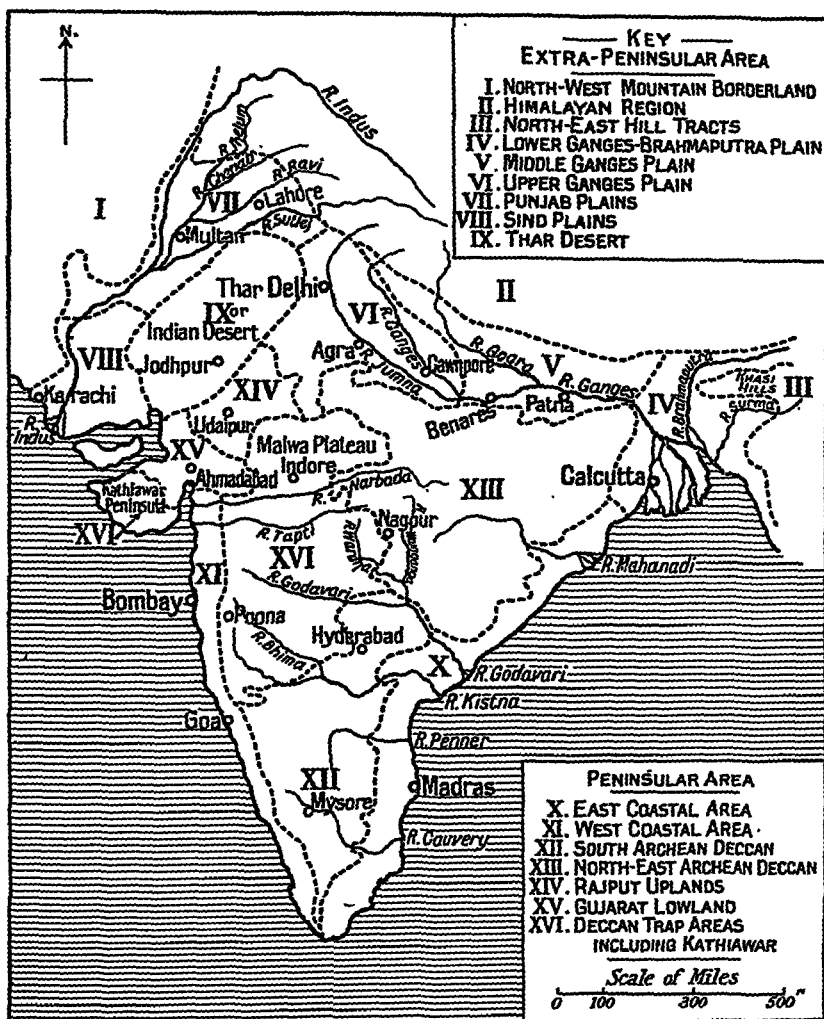 N.
KEY
EXTRA-PENINSULAR AREA
I. NORTH-WEST MOUNTAIN BORDERLAND
II HIMALAYAN REGION
III. NORTH-EAST HILL TRACTS
IV. LOWER GANGES-BRAHMAPUTRA PLAIN
V. MIDDLE GANGES PLAIN
VI. UPPER GANGES PLAIN
VII. PUNJAB PLAINS
VIII. SIND PLAINS
IX. THAR DESERT
R. Indus
R. Jhelum
R. Chanab
R. Ravi
I
VII
Lahore
Multan
R. Sutlej
II
Thar
Delhi
IX or
Indian Desert
VI
R. Ganges
VIII
Jodhpur
Agra
R. Jumna
Cawnpore
R. Gogra
V
R. Ganges
R. Brahmaputra
KHASI
HILLS
III
Karachi
XIV
IV
R. Surma
R.
Indus
Udaipur
Benares
Patna
XV
Malwa Plateau
Indore
Ahmadabad
Calcutta
Kathiawar
Peninsula
R. Narbada
XIII
XVI
R. Tapti
Nagpur
XVI
R. Wardha
R. Mahanadi
XI
R. Godavari
Bombay
Poona
Hyderabad
R. Bhima
X
R. Godavari
R. Kistna
Goa
R. Penner
XII
Mysore
Madras
R. Cauvery
PENINSULAR AREA
X. EAST COASTAL AREA
XI. WEST COASTAL AREA.
XII. SOUTH ARCHEAN DECCAN
XIII. NORTH-EAST ARCHEAN DECCAN
XIV. RAJPUT UPLANDS
XV. GUJARAT LOWLAND
XVI. DECCAN TRAP AREAS
INCLUDING KATHIAWAR
Scale of Miles
0 100 300 500